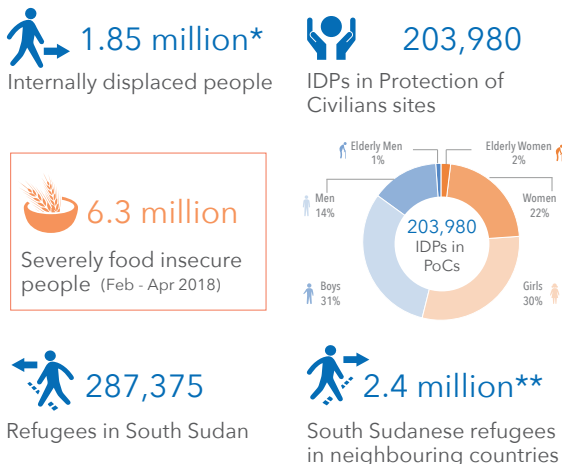 1.85 million*
Internally displaced people
203,980
IDPs in Protection of
Civilians sites
6.3 million
Severely food insecure
people (Feb - Apr 2018)
Elderly Men
1%
Elderly Women
2%
Men
14%
Women
22%
203,980
IDPs in
PoCs
Boys
31%
Girls
30%
287,375
Refugees in South Sudan
2.4 million**
South Sudanese refugees
in neighbouring countries